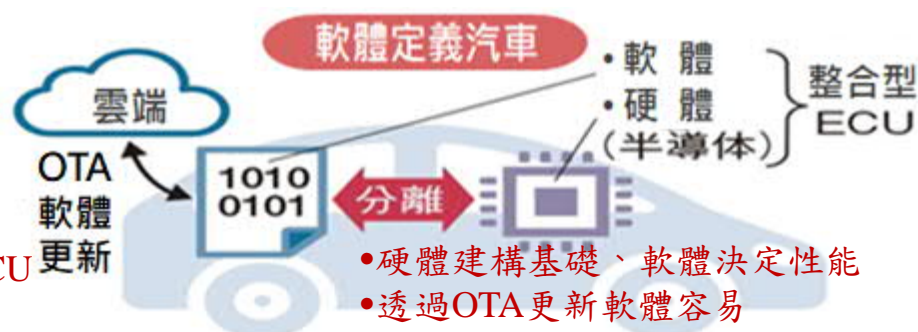 軟體定義汽車
•軟 體
•硬 體
(半導体)
整合型
ECU
雲端
OTA
軟體
更新
1010
0101
分離
CU
•硬體建構基礎、軟體決定性能
•透過OTA更新軟體容易